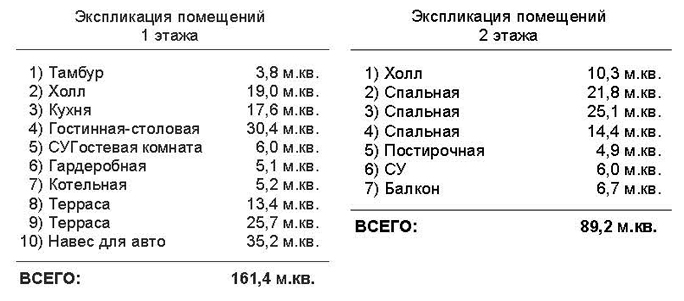 Экспликация помещений
1 этажа
1) Тамбур 3,8 м.кв.
2) Холл 19,0 м.кв.
3) Кухня 17,6 м.кв.
4) Гостинная-столовая 30,4 м.кв.
5) СУГостевая комната 6,0 м.кв.
6) Гардеробная 5,1 м.кв.
7) Котельная 5,2 м.кв.
8) Терраса 13,4 м.кв.
9) Терраса 25,7 м.кв.
10) Навес для авто 35,2 м.кв.
ВСЕГО: 161,4 м.кв.
Экспликация помещений
2 этажа
1) Холл 10,3 м.кв.
2) Спальная 21,8 м.кв.
3) Спальная 25,1 м.кв.
4) Спальная 14,4 м.кв.
5) Постирочная 4,9 м.кв.
6) СУ 6,0 м.кв.
7) Балкон 6,7 м.кв.
ВСЕГО: 89,2 м.кв.